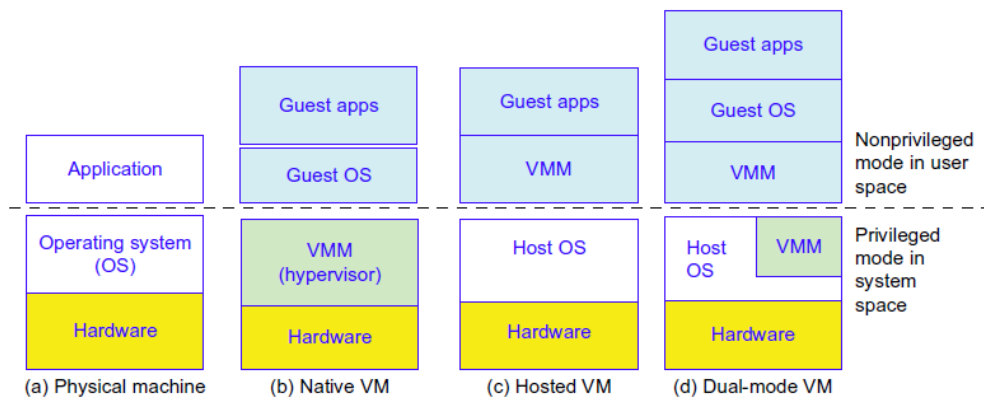 Guest apps
Guest OS
VMM
Guest apps
Guest OS
Guest apps
VMM
Application
Nonprivileged
mode in user
space
Operating system
(OS)
Hardware
VMM
(hypervisor)
Hardware
Host OS
Hardware
Host
OS
VMM
Hardware
Privileged
mode in
system
space
(a) Physical machine
(b) Native VM
(c) Hosted VM
(d) Dual-mode VM